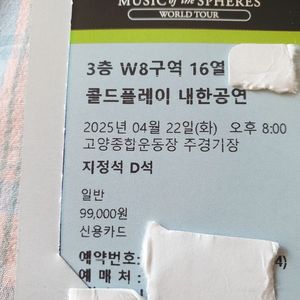 MUSIC of the SPHERES
WORLD TOUR
3층 W8구역 16열
콜드플레이 내한공연
2025년 04월 22일(화) 오후 8:00
고양종합운동장 주경기장
지정석 D석
일반
99,000원
신용카드
예약번호: 4)
예 매 처 :